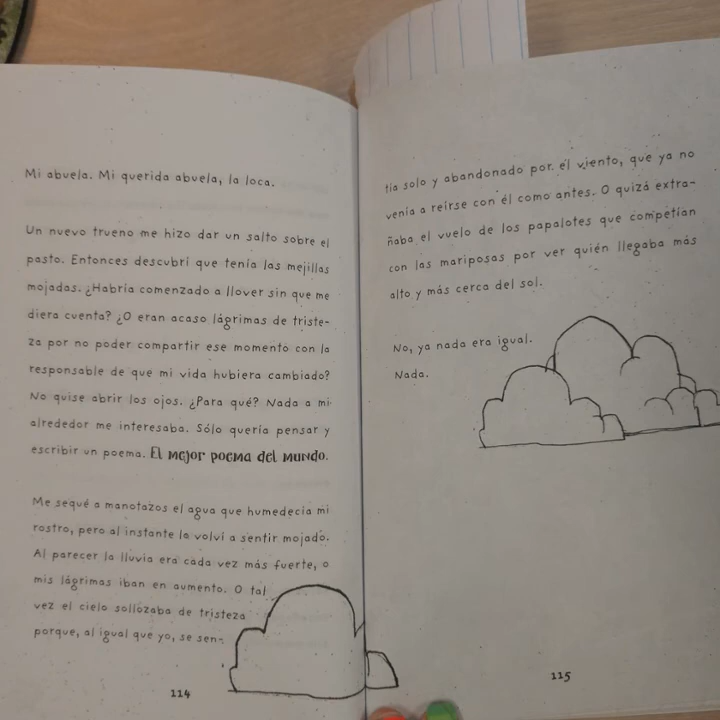 Mi abuela. Mi querida abuela, la loca.
Un nuevo trueno me hizo dar un salto sobre el
pasto. Entonces descubrí que tenía las mejillas
mojadas. ¿Habría comenzado a llover sin que me
diera cuenta? ¿O eran acaso lágrimas de triste-
za por no poder compartir ese momento con la
responsable de que mi vida hubiera cambiado?
No quise abrir los ojos. ¿Para qué? Nada a mi
alrededor me interesaba. Sólo quería pensar y
escribir un poema. El mejor poema del mundo.
Me sequé a manotazos el agua que humedecía mi
rostro, pero al instante lo volví a sentir mojado.
Al parecer la lluvia era cada vez más fuerte, o
mis lágrimas iban en aumento. O tal
vez el cielo sollozaba de tristeza
porque, al igual que yo, se sen-
114
tía solo y abandonado por el viento, que ya no
venía a reírse con él como antes. O quizá extra-
ñaba el vuelo de los papalotes que competían
con las mariposas por ver quién llegaba más
alto y más cerca del sol.
No, ya nada era igual.
Nada.
115